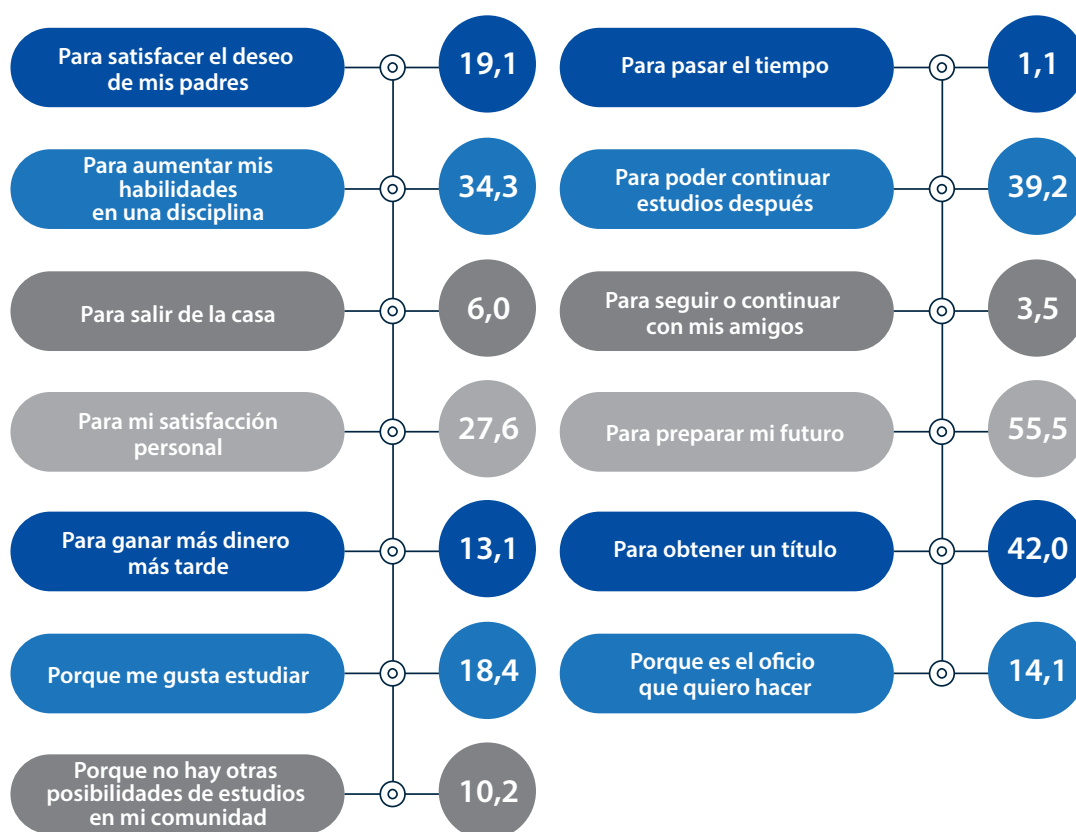 Para satisfacer el deseo
de mis padres
19,1
Para aumentar mis
habilidades
en una disciplina
34,3
Para salir de la casa
6,0
Para mi satisfacción
personal
27,6
Para ganar más dinero
más tarde
13,1
Porque me gusta estudiar
18,4
Porque no hay otras
posibilidades de estudios
en mi comunidad
10,2
Para pasar el tiempo
1,1
Para poder continuar
estudios después
39,2
Para seguir o continuar
con mis amigos
3,5
Para preparar mi futuro
55,5
Para obtener un título
42,0
Porque es el oficio
que quiero hacer
14,1